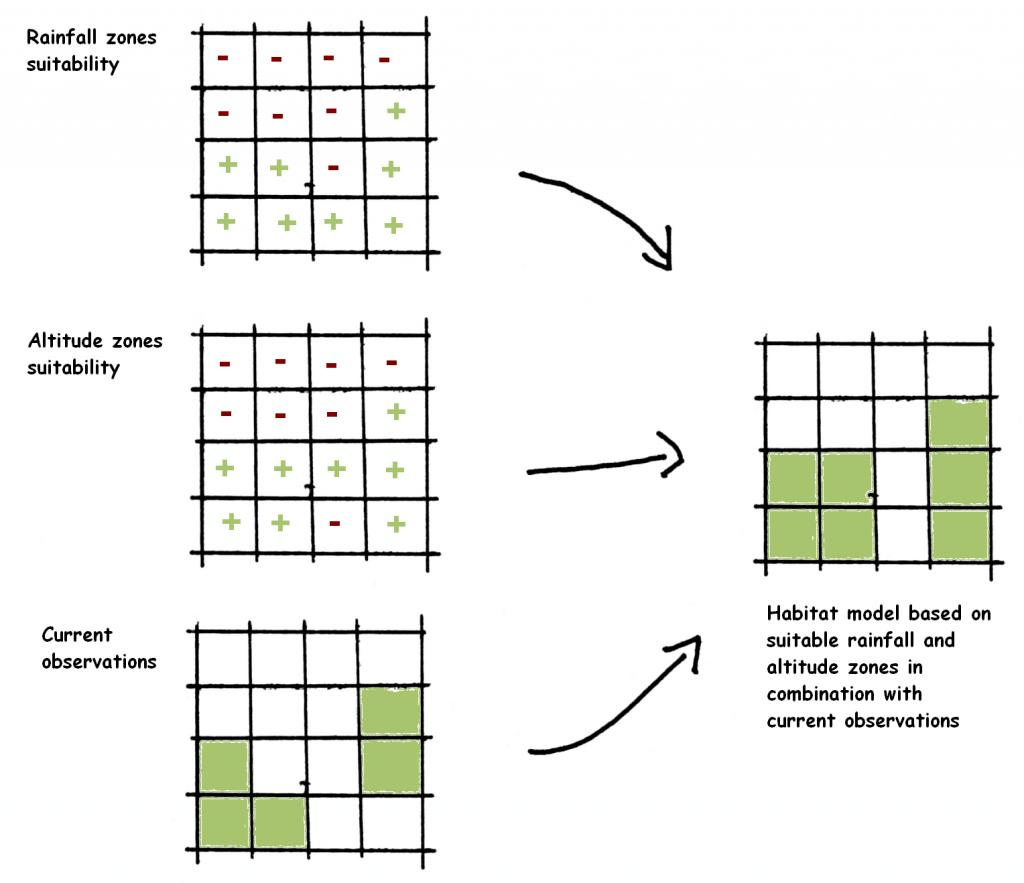 Rainfall zones
suitability
- - - -
- - - +
+ + - +
+ + + +
Altitude zones
suitability
- - - -
- - - +
+ + + +
+ + - +
Current
observations
Habitat model based on
suitable rainfall and
altitude zones in
combination with
current observations